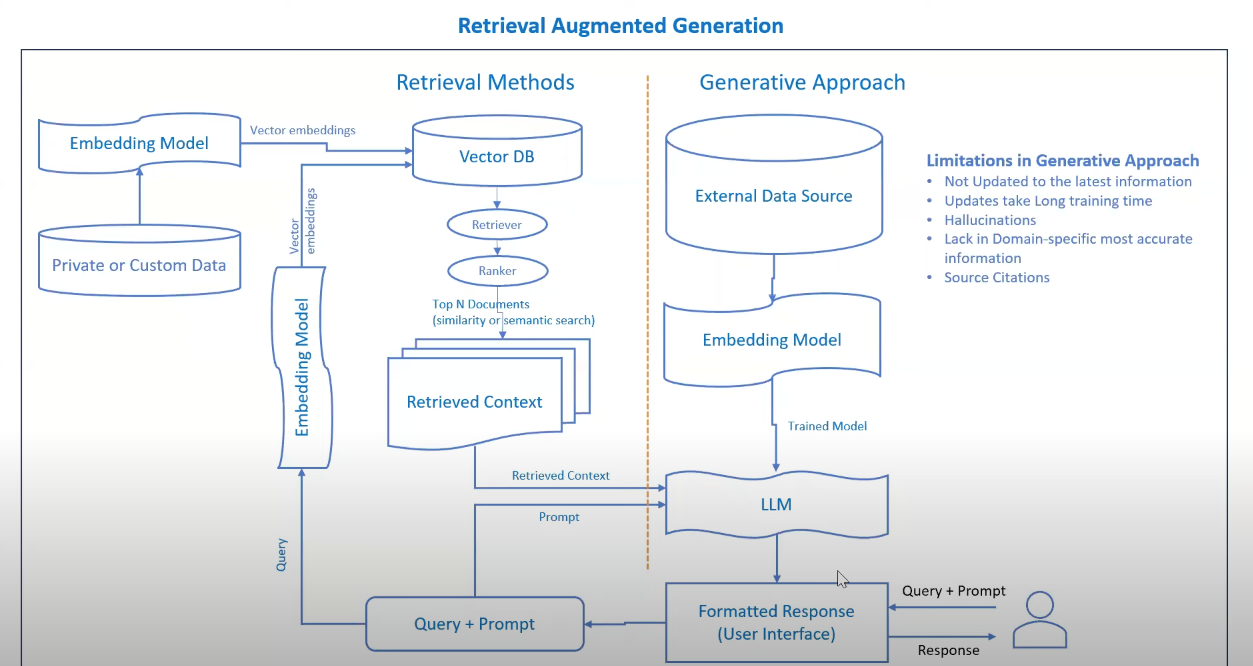 Retrieval Augmented Generation
Retrieval Methods
Generative Approach
Embedding Model
Vector embeddings
Vector DB
External Data Source
Limitations in Generative Approach
• Not Updated to the latest information
• Updates take Long training time
• Hallucinations
• Lack in Domain-specific most accurate
information
• Source Citations
Private or Custom Data
Vector
embeddings
Retriever
Ranker
Top N Documents
(similarity or semantic search)
Embedding Model
Retrieved Context
Embedding Model
Trained Model
Retrieved Context
Prompt
LLM
Query
Query + Prompt
Formatted Response
(User Interface)
Query + Prompt
Response